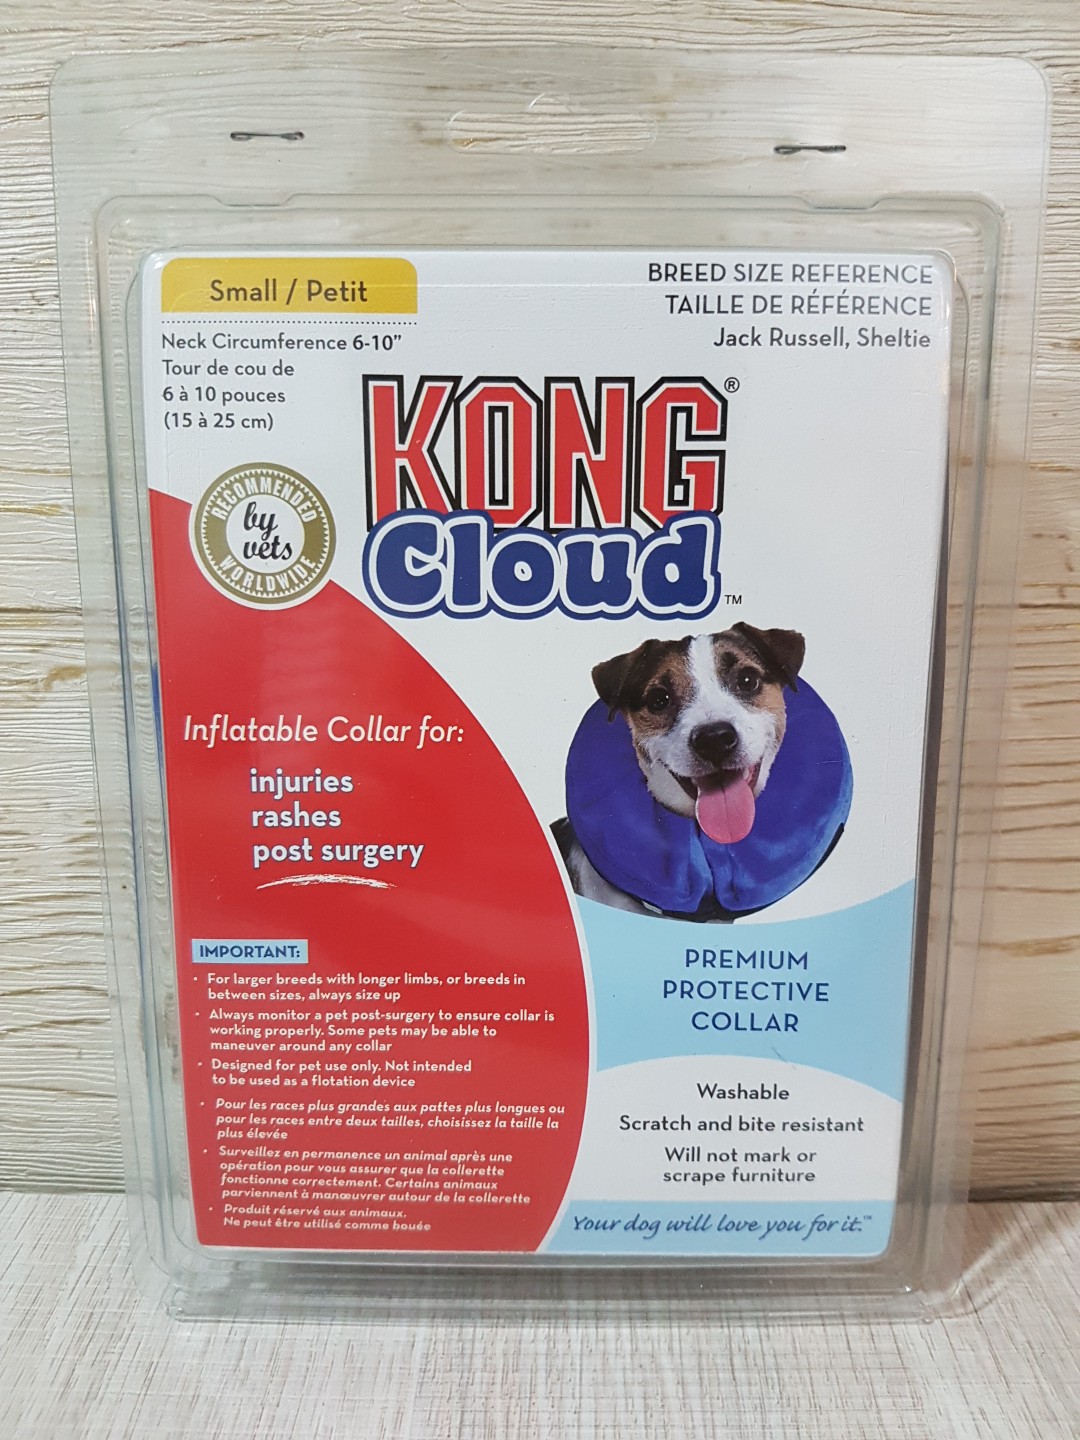 Small / Petit
Neck Circumference 6-10”
Tour de cou de
6 à 10 pouces
(15 à 25 cm)
BREED SIZE REFERENCE
TAILLE DE RÉFÉRENCE
Jack Russell, Sheltie
KONG®
Cloud™
RECOMMENDED
by
vets
WORLDWIDE
Inflatable Collar for:
injuries
rashes
post surgery
IMPORTANT:
• For larger breeds with longer limbs, or breeds in
between sizes, always size up
• Always monitor a pet post-surgery to ensure collar is
working properly. Some pets may be able to
maneuver around any collar
• Designed for pet use only. Not intended
to be used as a flotation device
• Pour les races plus grandes aux pattes plus longues ou
pour les races entre deux tailles, choisissez la taille la
plus élevée
• Surveillez en permanence un animal après une
opération pour vous assurer que la collerette
fonctionne correctement. Certains animaux
parviennent à manœuvrer autour de la collerette
• Produit réservé aux animaux.
Ne peut être utilisé comme bouée
PREMIUM
PROTECTIVE
COLLAR
Washable
Scratch and bite resistant
Will not mark or
scrape furniture
Your dog will love you for it.™